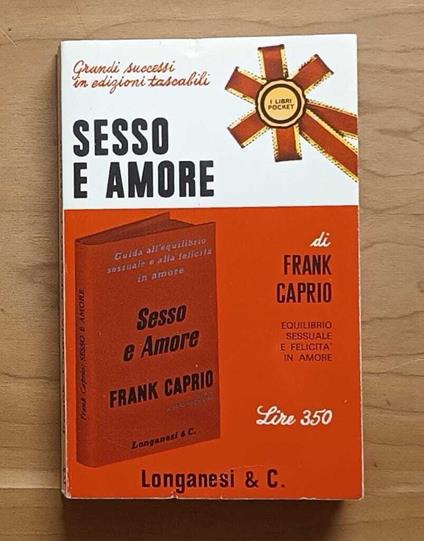 Grandi successi
in edizioni tascabili
I LIBRI
POCKET
SESSO
E AMORE
di
FRANK
CAPRIO
EQUILIBRIO
SESSUALE
E FELICITA'
IN AMORE
Lire 350
Guida all'equilibrio
sessuale e alla felicità
in amore
Sesso
e Amore
FRANK CAPRIO
Longanesi & C.
Frank Caprio: SESSO E AMORE
Longanesi & C.